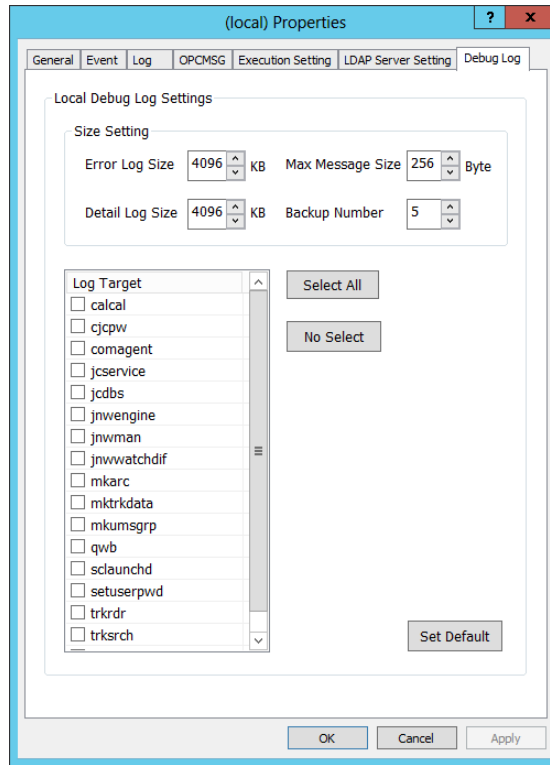 (local) Properties
?
x
General Event Log OPCMSG Execution Setting LDAP Server Setting Debug Log
Local Debug Log Settings
Size Setting
Error Log Size 4096 KB Max Message Size 256 Byte
Detail Log Size 4096 KB Backup Number 5
Log Target
Select All
calcal
cjcpw
No Select
comagent
jcservice
jcdbs
jnwengine
jnwman
jnwwatchdif
mkarc
mktrkdata
mkumsgrp
qwb
sclaunchd
setuserpwd
trkrdr
trksrch
Set Default
OK Cancel Apply